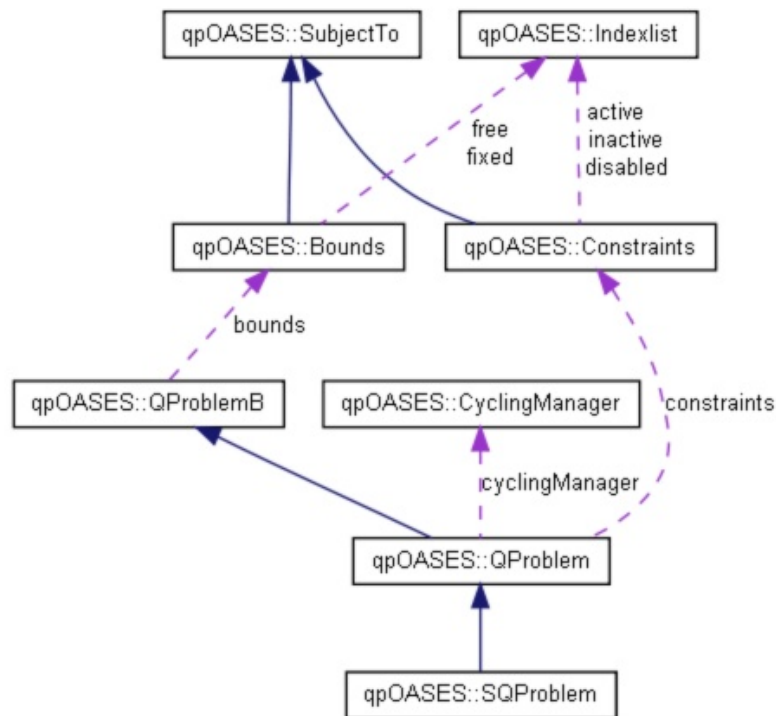 qpOASES::SubjectTo
qpOASES::Indexlist
free
fixed
active
inactive
disabled
qpOASES::Bounds
qpOASES::Constraints
bounds
qpOASES::QProblemB
qpOASES::CyclingManager
constraints
cyclingManager
qpOASES::QProblem
qpOASES::SQProblem